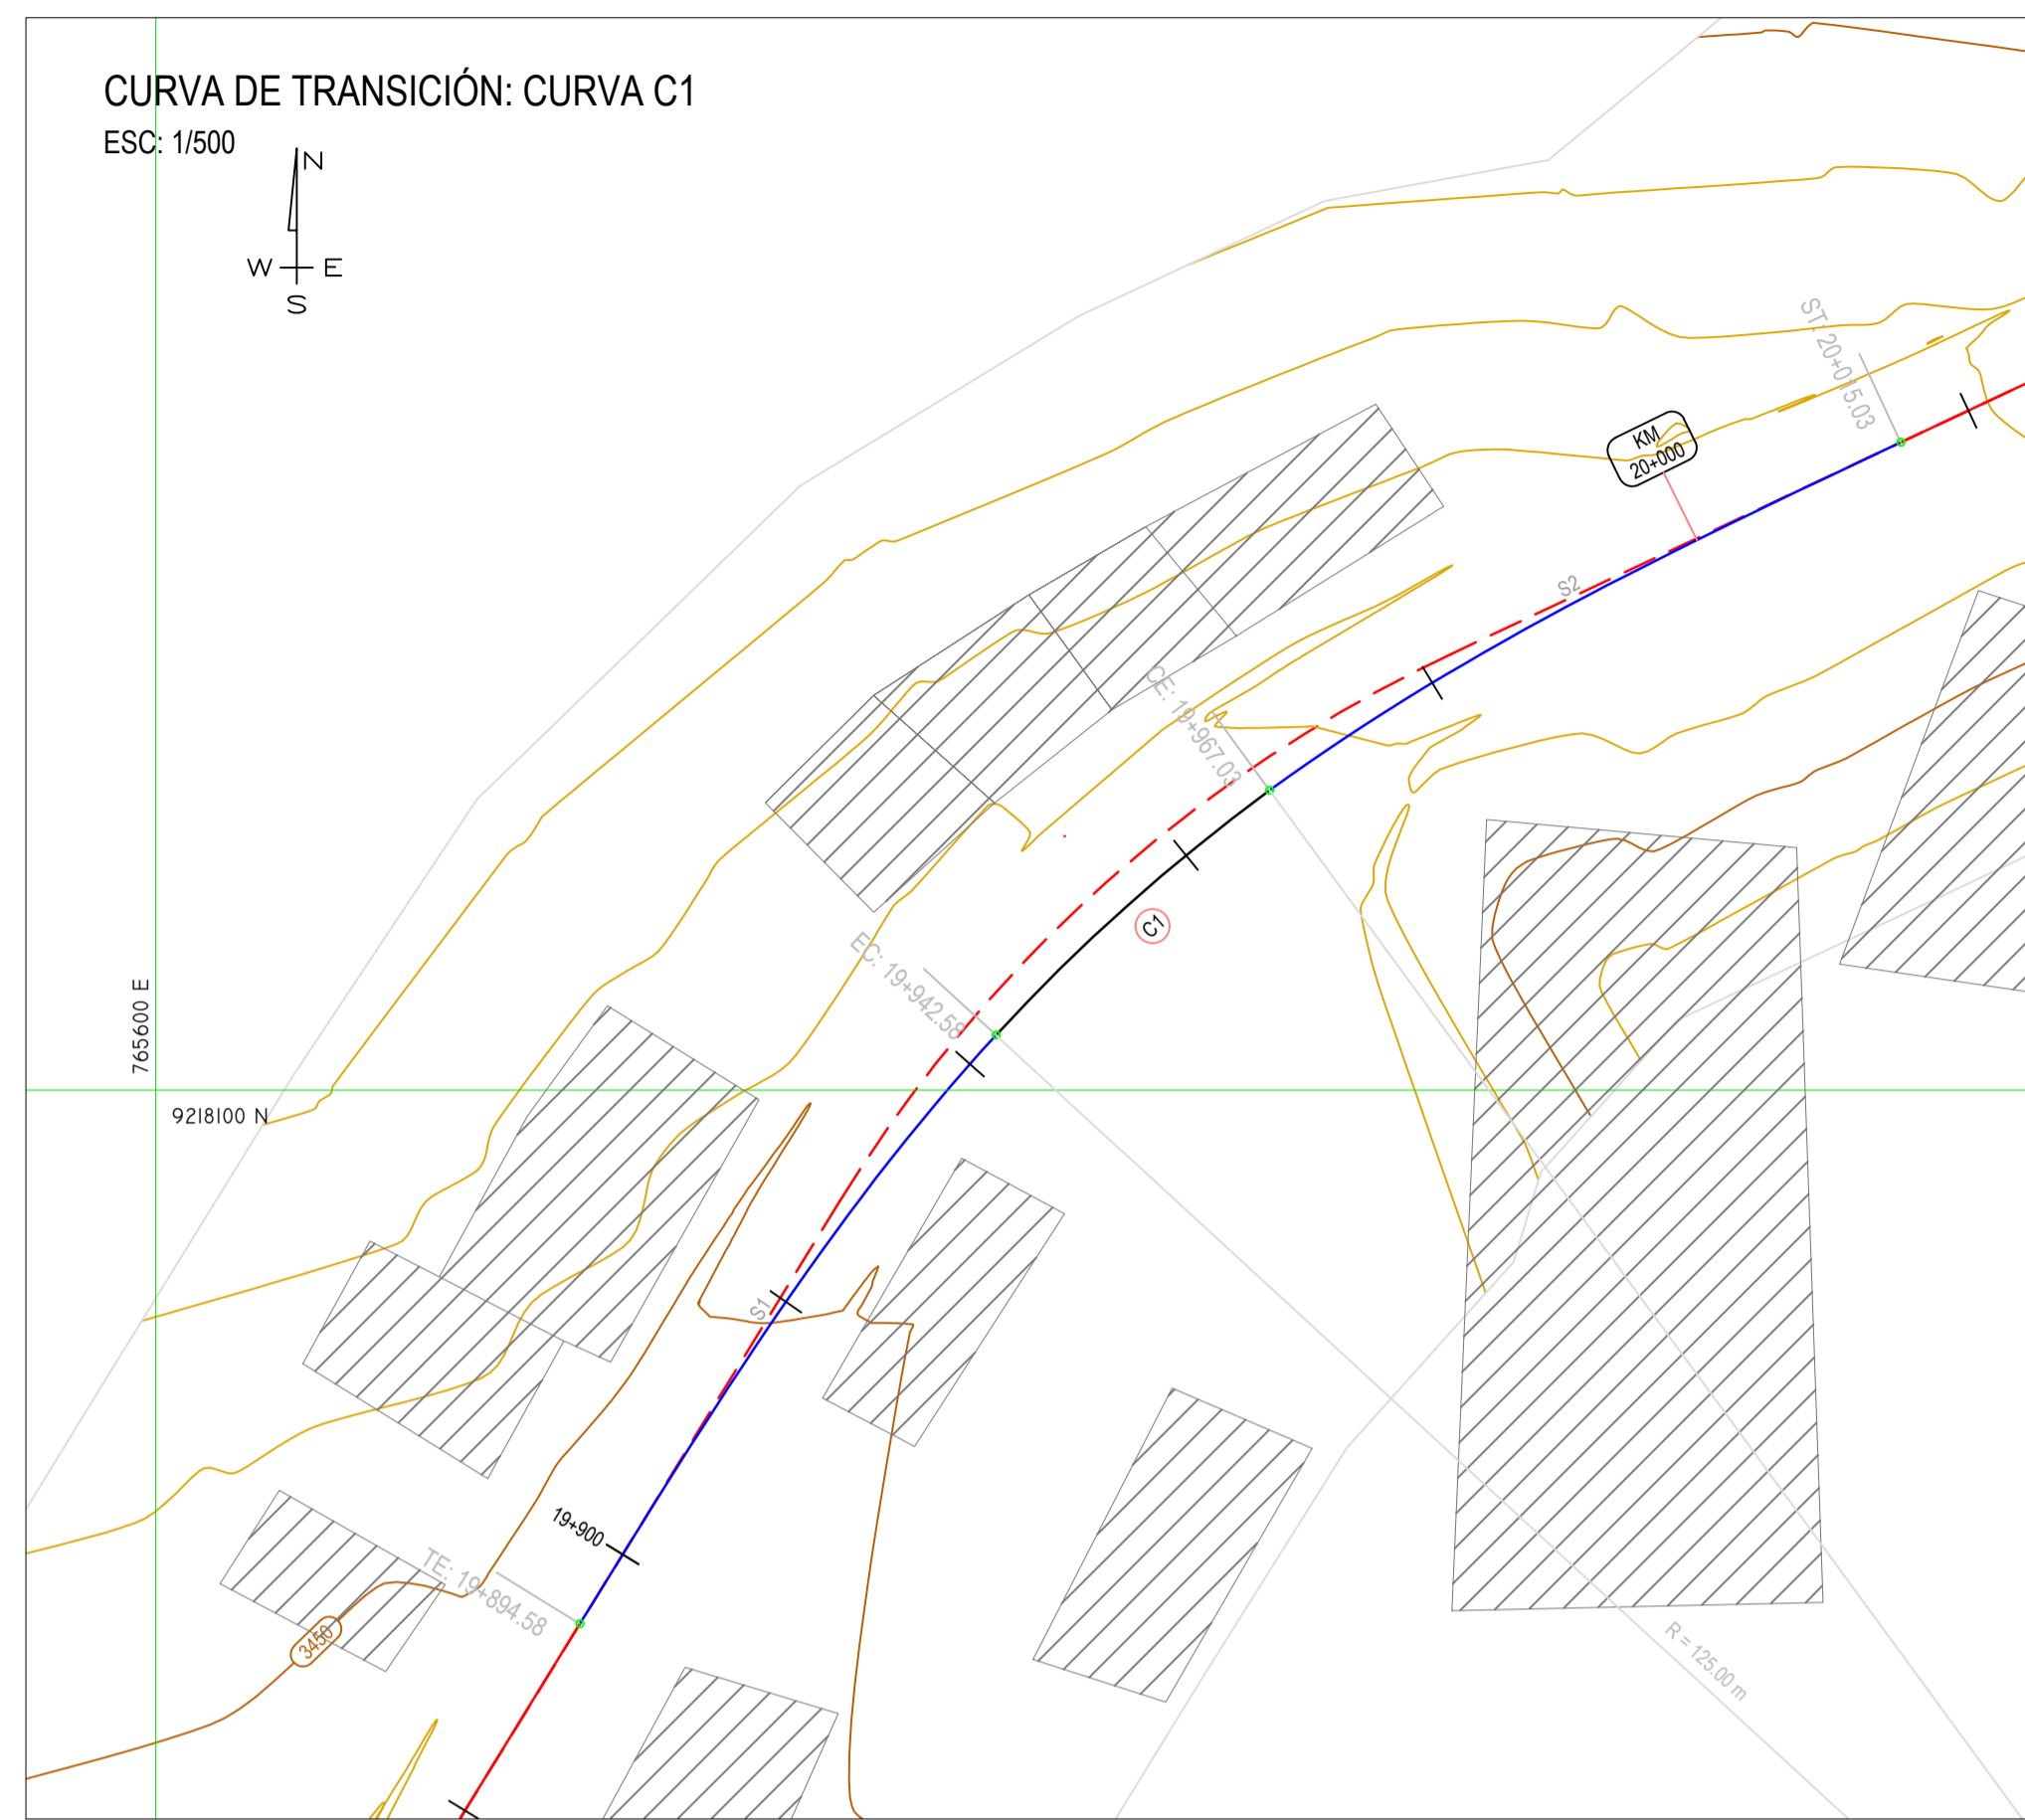 CURVA DE TRANSICIÓN: CURVA C1
ESC: 1/500
N
W E
S
ST: 20+015.03
KM
20+000
S2
CE: 19+967.03
C1
EC: 19+942.58
765600 E
9218100 N
S1
19+900
TE: 19+894.58
3450
R = 125.00 m